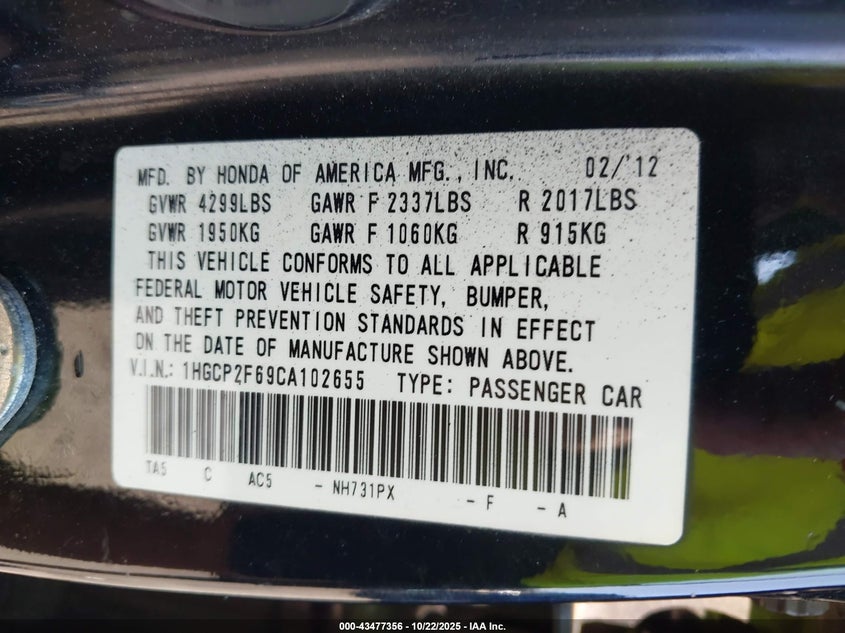 MFD. BY HONDA OF AMERICA MFG., INC. 02/'12
GVWR 4299LBS GAWR F 2337LBS R 2017LBS
GVWR 1950KG GAWR F 1060KG R 915KG
THIS VEHICLE CONFORMS TO ALL APPLICABLE
FEDERAL MOTOR VEHICLE SAFETY, BUMPER,
AND THEFT PREVENTION STANDARDS IN EFFECT
ON THE DATE OF MANUFACTURE SHOWN ABOVE.
V.I.N.: 1HGCP2F69CA102655 TYPE: PASSENGER CAR
TA5 C AC5 - NH731PX - F - A
000-43477356 | 10/22/2025 - IAA Inc.